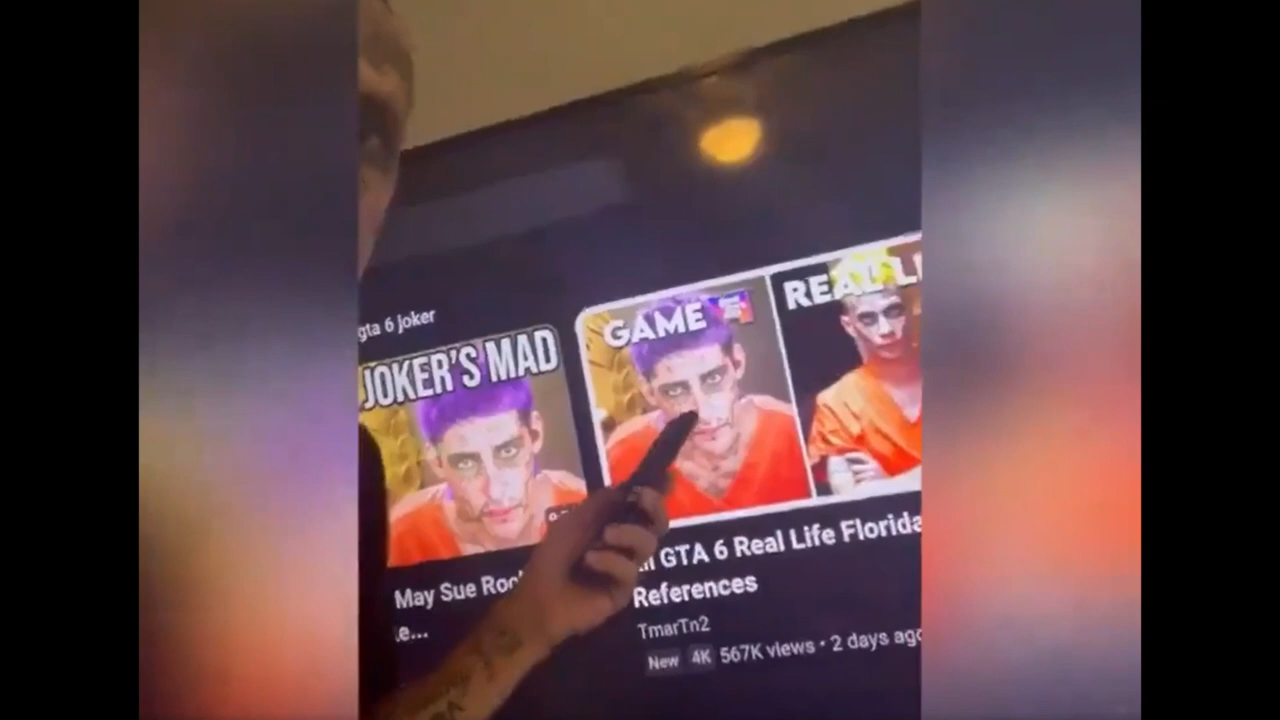 gta 6 joker
JOKER'S MAD
GAME
REAL L
May Sue
GTA 6 Real Life Florida
References
TmarTn2
New 4K 567K views • 2 days ago